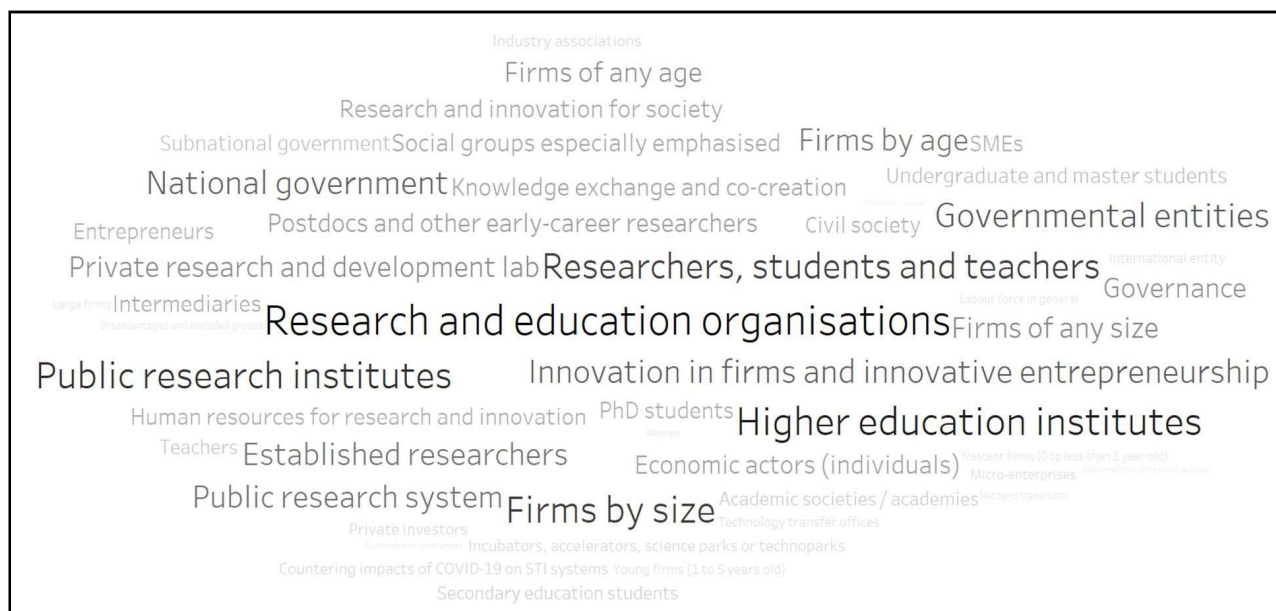 Industry associations
Firms of any age
Research and innovation for society
Subnational government Social groups especially emphasised Firms by age SMEs
National government Knowledge exchange and co-creation Undergraduate and master students
Entrepreneurs Postdocs and other early-career researchers Civil society Governmental entities
Private research and development lab Researchers, students and teachers International entity
Large firms Intermediaries Labour force in general Governance
Disadvantaged and excluded groups Research and education organisations Firms of any size
Public research institutes Innovation in firms and innovative entrepreneurship
Human resources for research and innovation PhD students Higher education institutes
Women
Teachers Established researchers Economic actors (individuals) Nascent firms (0 to less than 1 year old)
Micro-enterprises
Public research system Firms by size Academic societies / academies Net zero transitions
Technology transfer offices
Private investors
Incubators, accelerators, science parks or technoparks
Countering impacts of COVID-19 on STI systems Young firms (1 to 5 years old)
Secondary education students